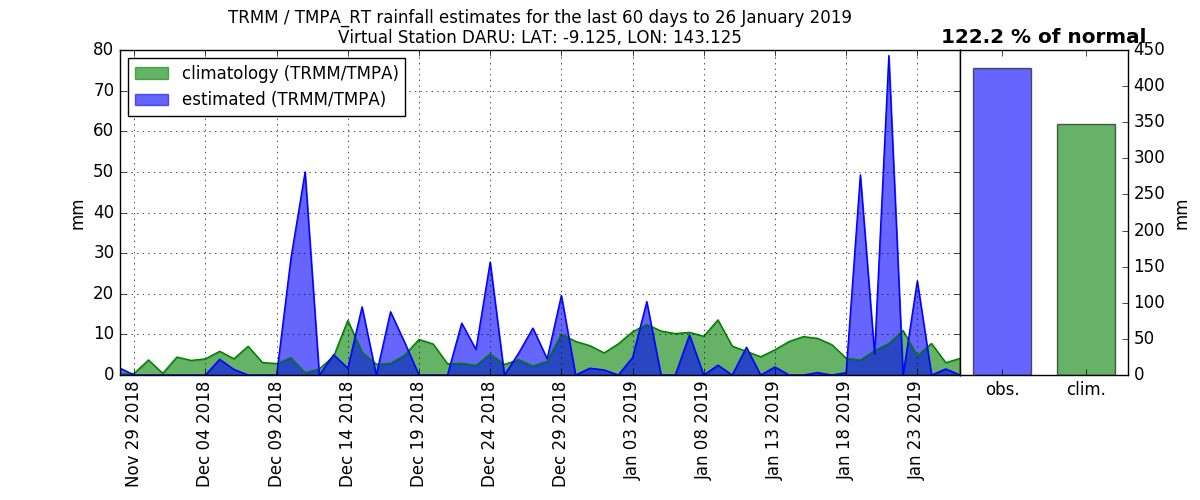 TRMM / TMPA_RT rainfall estimates for the last 60 days to 26 January 2019
Virtual Station DARU: LAT: -9.125, LON: 143.125
122.2 % of normal
climatology (TRMM/TMPA)
estimated (TRMM/TMPA)
mm
80
70
60
50
40
30
20
10
0
Nov 29 2018
Dec 04 2018
Dec 09 2018
Dec 14 2018
Dec 19 2018
Dec 24 2018
Dec 29 2018
Jan 03 2019
Jan 08 2019
Jan 13 2019
Jan 18 2019
Jan 23 2019
obs.
clim.
450
400
350
300
250
200
150
100
50
0
mm